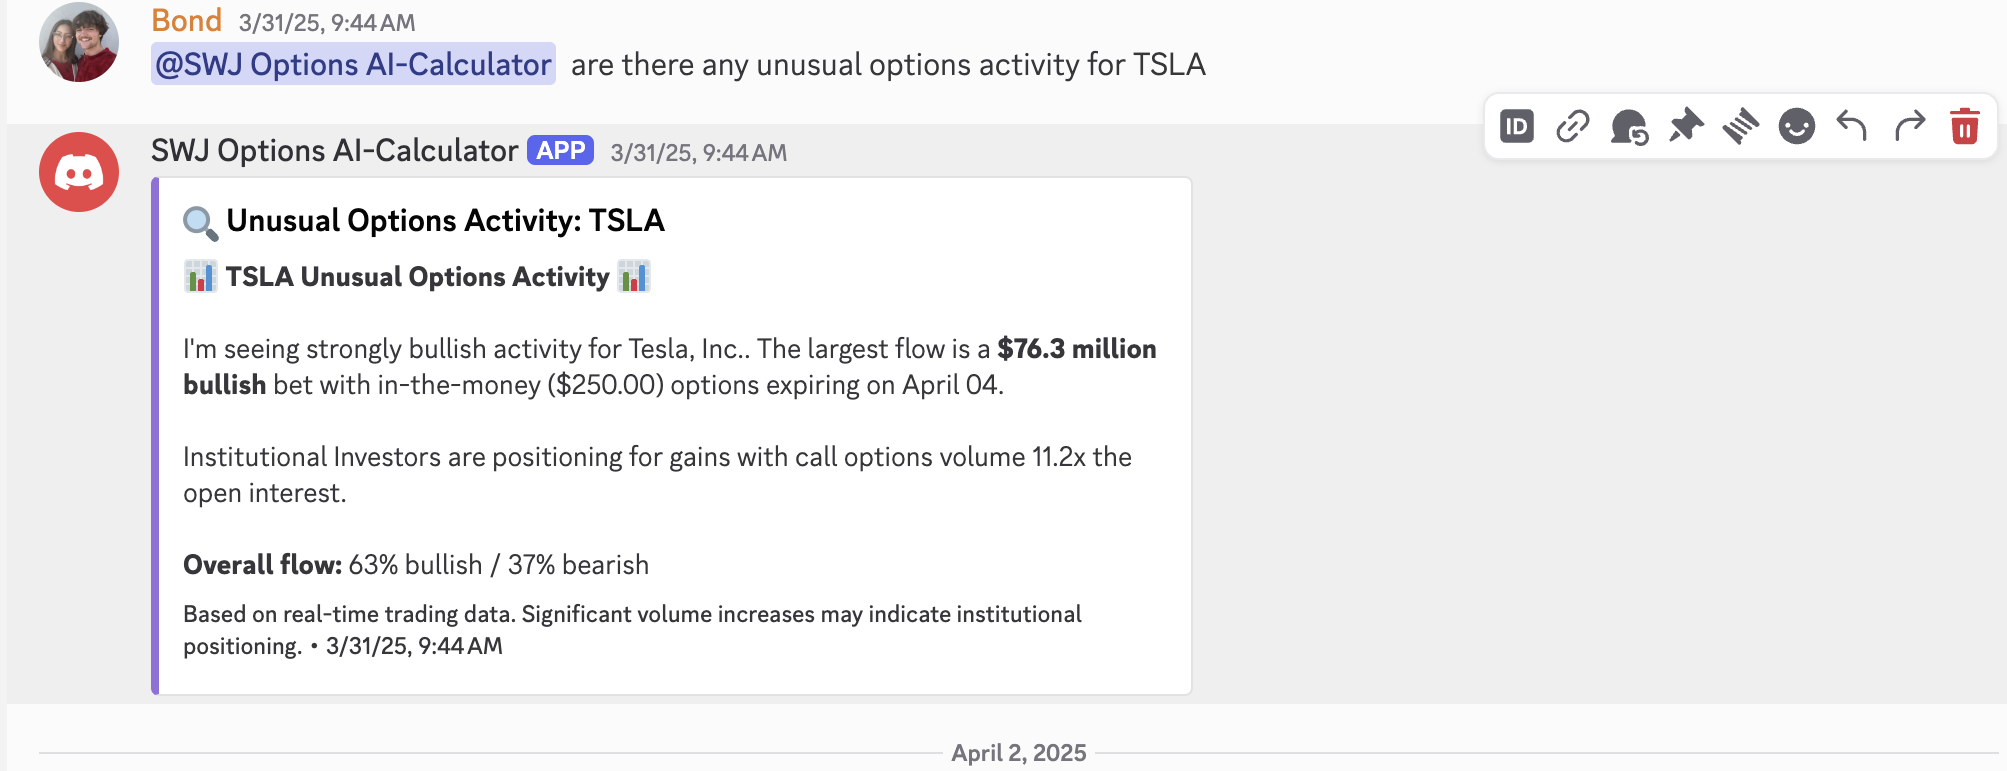 Bond 3/31/25, 9:44 AM
@SWJ Options AI-Calculator are there any unusual options activity for TSLA
ID
SWJ Options AI-Calculator APP 3/31/25, 9:44 AM
Unusual Options Activity: TSLA
TSLA Unusual Options Activity
I'm seeing strongly bullish activity for Tesla, Inc.. The largest flow is a $76.3 million
bullish bet with in-the-money ($250.00) options expiring on April 04.
Institutional Investors are positioning for gains with call options volume 11.2x the
open interest.
Overall flow: 63% bullish / 37% bearish
Based on real-time trading data. Significant volume increases may indicate institutional
positioning. • 3/31/25, 9:44 AM
April 2, 2025